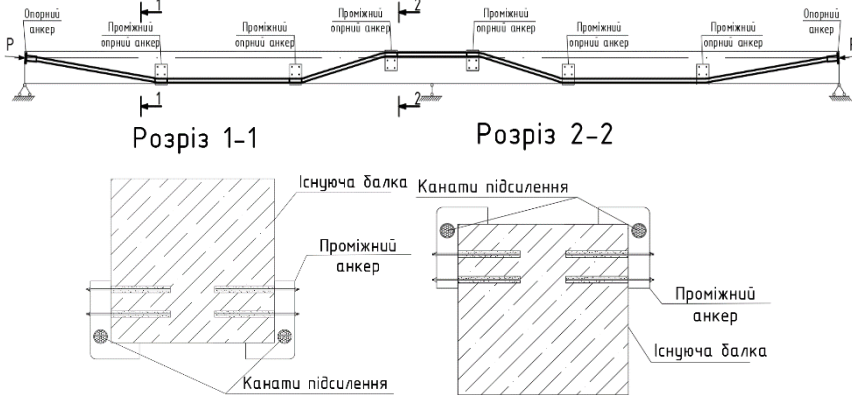 1
2
Опорний
анкер
Проміжний
опрний анкер
Проміжний
опрний анкер
Проміжний
опрний анкер
Проміжний
опрний анкер
Проміжний
опрний анкер
Проміжний
опрний анкер
Опорний
анкер
P
P
1
2
Розріз 1-1
Розріз 2-2
Існуюча балка
Проміжний
анкер
Канати підсилення
Канати підсилення
Проміжний
анкер
Існуюча балка